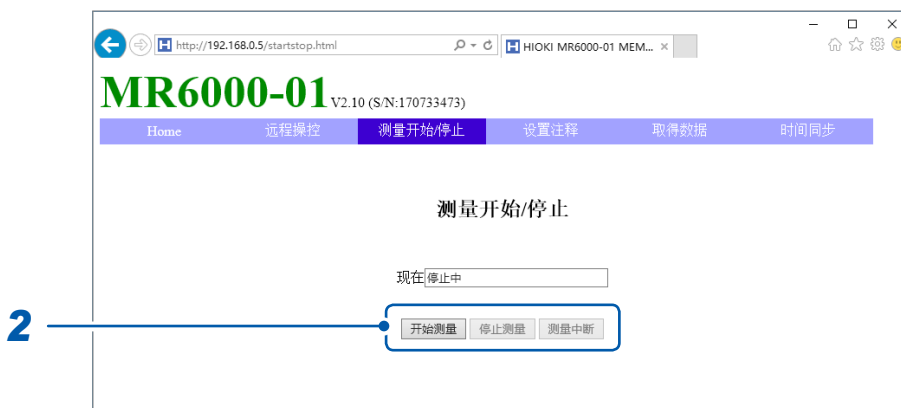 http://192.168.0.5/startstop.html HIOKI MR6000-01 MEM...
MR6000-01 V2.10 (S/N:170733473)
Home 远程操控 测量开始/停止 设置注释 取得数据 时间同步
测量开始/停止
现在 停止中
2 开始测量 停止测量 测量中断